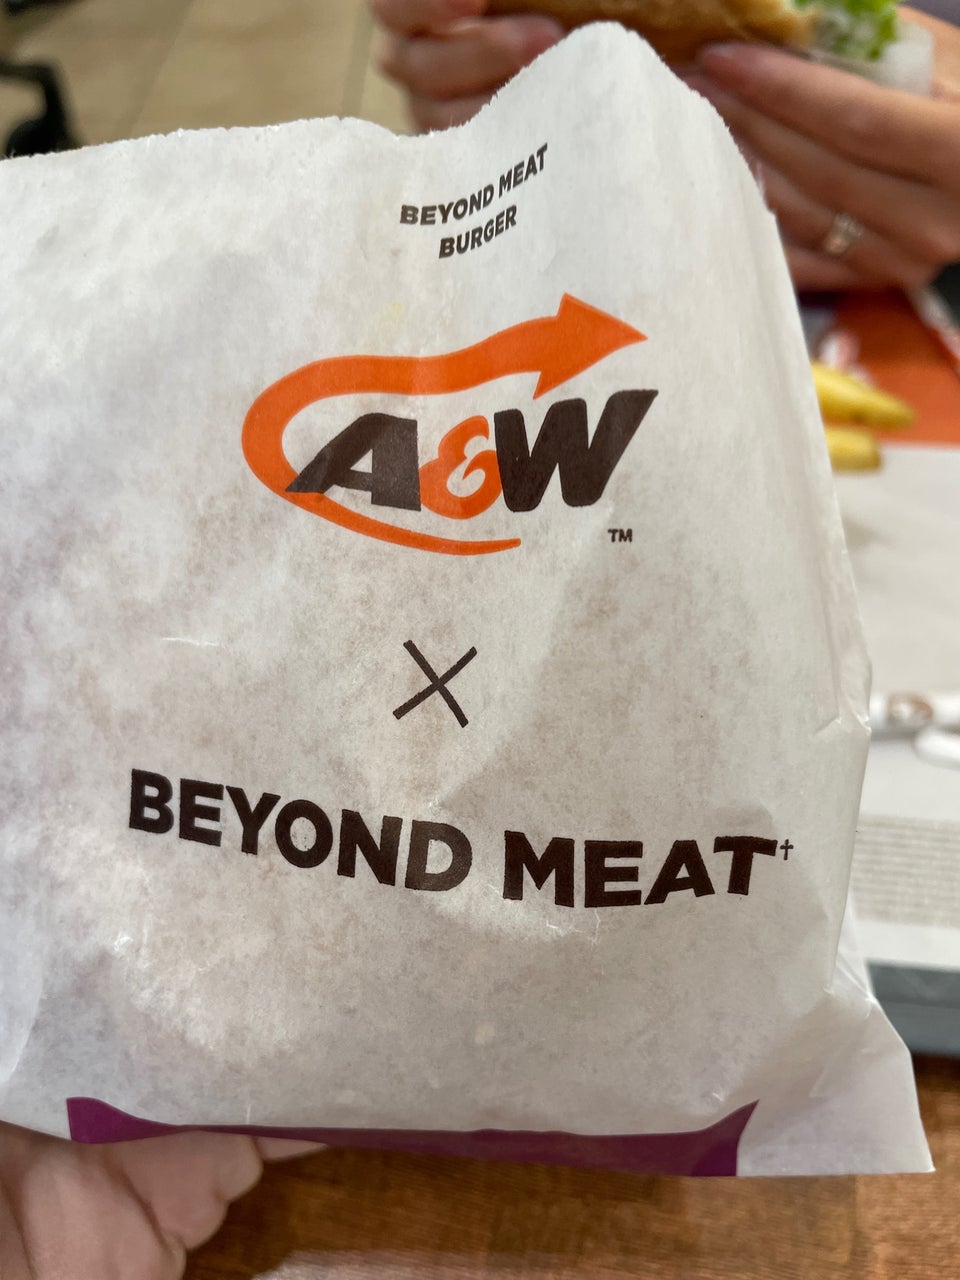 BEYOND MEAT
BURGER
A&W
™
X
BEYOND MEAT†